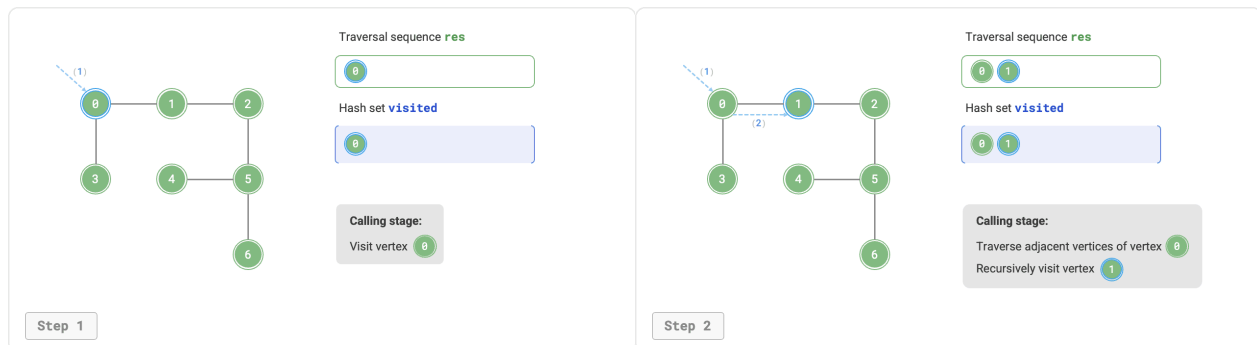 Traversal sequence res
(1)
0
0 1 2
Hash set visited
0
3 4 5
Calling stage:
Visit vertex 0
6
Step 1
Traversal sequence res
(1)
0 1
0 1 2
Hash set visited
(2)
0 1
3 4 5
Calling stage:
Traverse adjacent vertices of vertex 0
6
Recursively visit vertex 1
Step 2